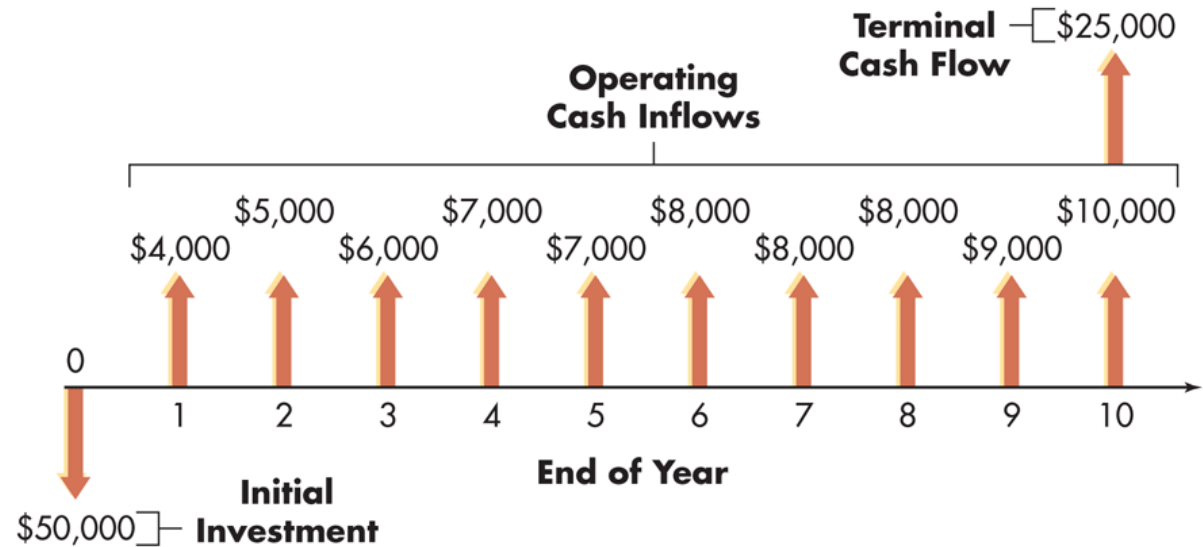 Terminal
Cash Flow
$25,000
Operating
Cash Inflows
$5,000 $7,000 $8,000 $8,000 $10,000
$4,000 $6,000 $7,000 $8,000 $9,000
0
1 2 3 4 5 6 7 8 9 10
End of Year
Initial
Investment
$50,000